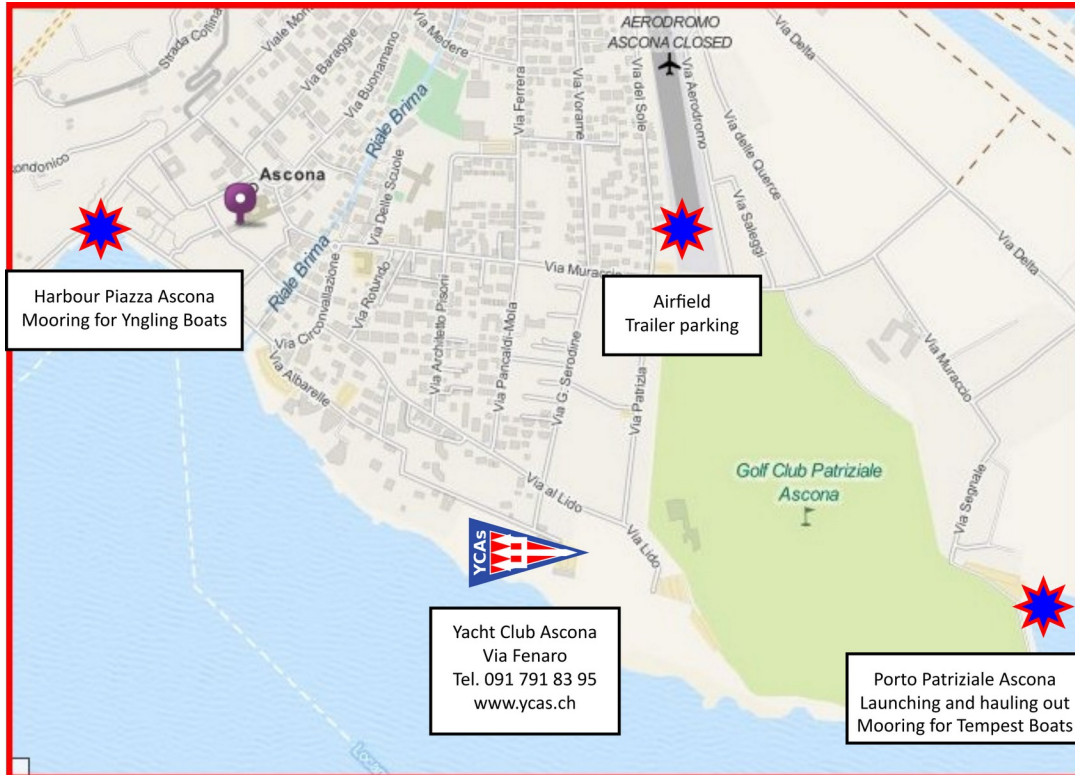 Strada Collina
Via Medere
AERODROMO
ASCONA CLOSED
Via Delta
Via Baraggie
Via Buonamano
Riale Brima
Via Ferrera
Via Vorame
Via del Sole
Via Aerodromo
Via delle Querce
Ascona
Via Delle Scuole
Via Saleggi
Via Delta
Harbour Piazza Ascona
Mooring for Yngling Boats
Riale Brima
Via Circonvallazione
Via Rotundo
Via Architetto Pisoni
Via Pancaldi-Mola
Via Muraccio
Via G. Serodine
Airfield
Trailer parking
Via Patrizia
Via Muraccio
Via Albarelle
Golf Club Patriziale
Ascona
Via Segnale
Via al Lido
Via Lido
YCAs
Yacht Club Ascona
Via Fenaro
Tel. 091 791 83 95
www.ycas.ch
Porto Patriziale Ascona
Launching and hauling out
Mooring for Tempest Boats